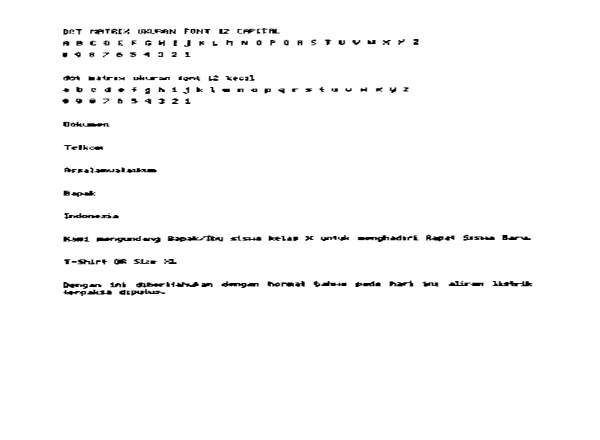 DOT MATRIX UKURAN FONT 12 CAPITAL
A B C D E F G H I J K L M N O P Q R S T U V W X Y Z
0 9 8 7 6 5 4 3 2 1
dot matrix ukuran font 12 kecil
a b c d e f g h i j k l m n o p q r s t u v w x y z
0 9 8 7 6 5 4 3 2 1
Dokumen
Telkom
Assalamualaikum
Bapak
Indonesia
Kami mengundang Bapak/Ibu siswa kelas X untuk menghadiri Rapat Siswa Baru.
T-Shirt QR Size XL
Dengan ini diberitahukan dengan hormat bahwa pada hari aliran listrik
terpaksa diputus.